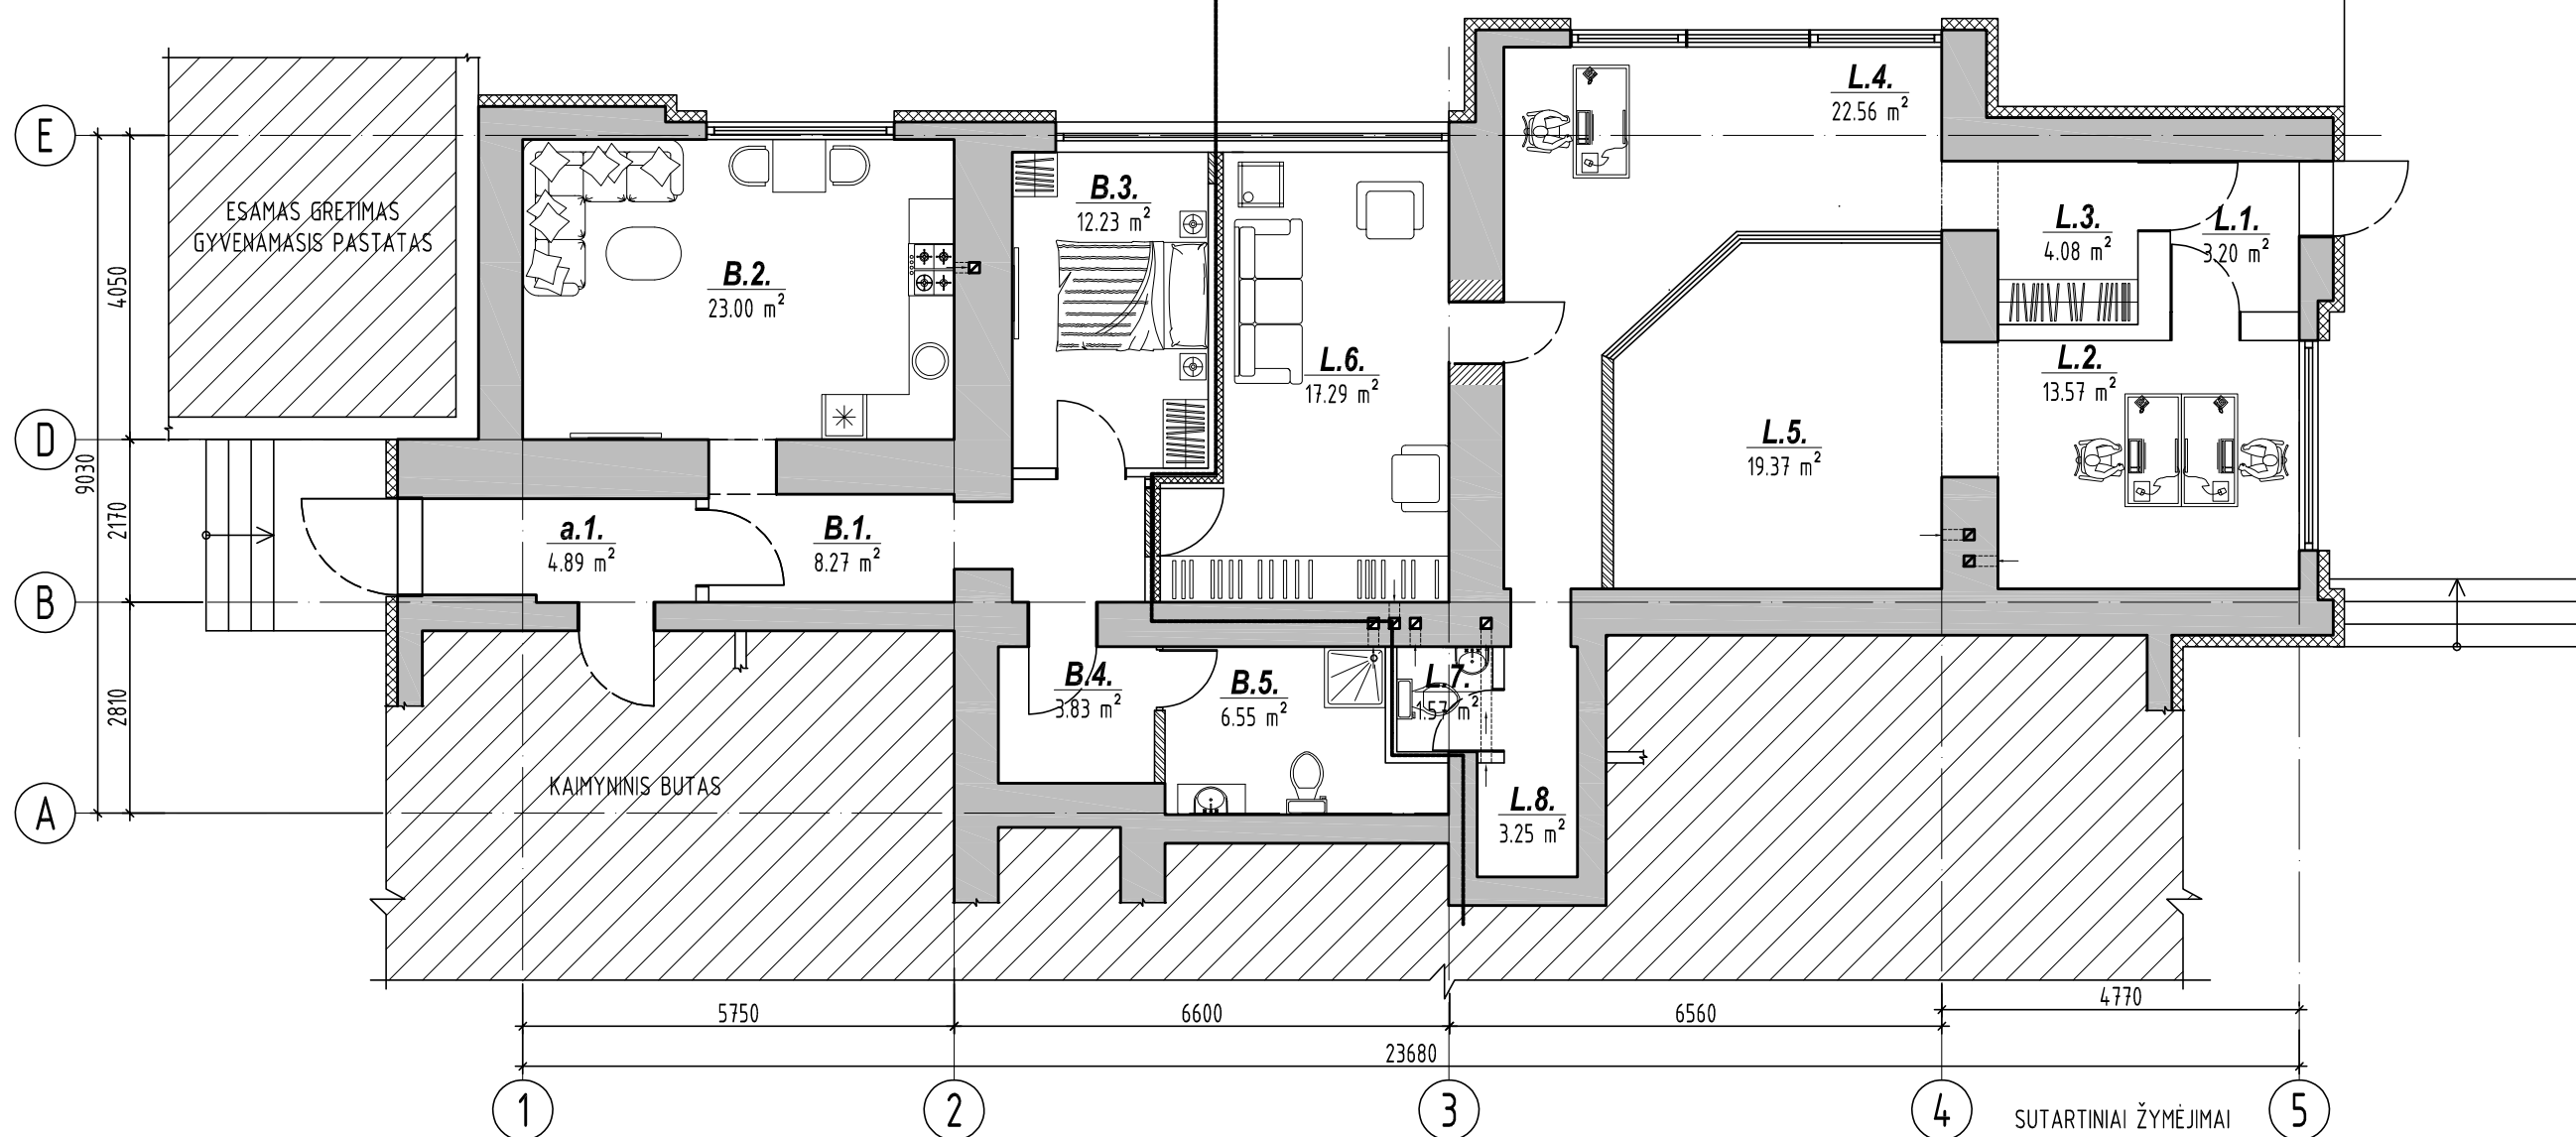 E
L.4.
22.56 m²
ESAMAS GRETIMAS
GYVENAMASIS PASTATAS
B.3.
12.23 m²
L.3.
4.08 m²
L.1.
3.20 m²
4050
B.2.
23.00 m²
L.6.
17.29 m²
L.2.
13.57 m²
D
9030
L.5.
19.37 m²
2170
a.1.
4.89 m²
B.1.
8.27 m²
B
2810
B.4.
3.83 m²
B.5.
6.55 m²
L.7.
1.57 m²
KAIMYNINIS BUTAS
A
L.8.
3.25 m²
5750
6600
6560
4770
23680
1
2
3
4
SUTARTINIAI ŽYMĖJIMAI
5